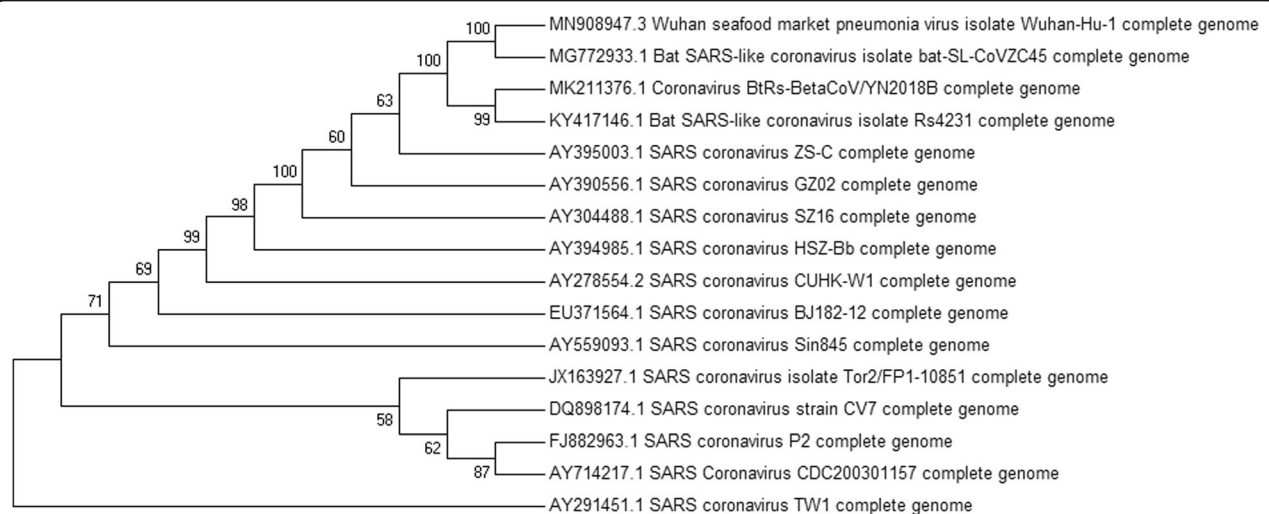 100 MN908947.3 Wuhan seafood market pneumonia virus isolate Wuhan-Hu-1 complete genome
100 MG772933.1 Bat SARS-like coronavirus isolate bat-SL-CoVZC45 complete genome
63 MK211376.1 Coronavirus BtRs-BetaCoV/YN2018B complete genome
99 KY417146.1 Bat SARS-like coronavirus isolate Rs4231 complete genome
60 AY395003.1 SARS coronavirus ZS-C complete genome
100 AY390556.1 SARS coronavirus GZ02 complete genome
98 AY304488.1 SARS coronavirus SZ16 complete genome
99 AY394985.1 SARS coronavirus HSZ-Bb complete genome
69 AY278554.2 SARS coronavirus CUHK-W1 complete genome
71 EU371564.1 SARS coronavirus BJ182-12 complete genome
AY559093.1 SARS coronavirus Sin845 complete genome
JX163927.1 SARS coronavirus isolate Tor2/FP1-10851 complete genome
58 DQ898174.1 SARS coronavirus strain CV7 complete genome
62 FJ882963.1 SARS coronavirus P2 complete genome
87 AY714217.1 SARS Coronavirus CDC200301157 complete genome
AY291451.1 SARS coronavirus TW1 complete genome